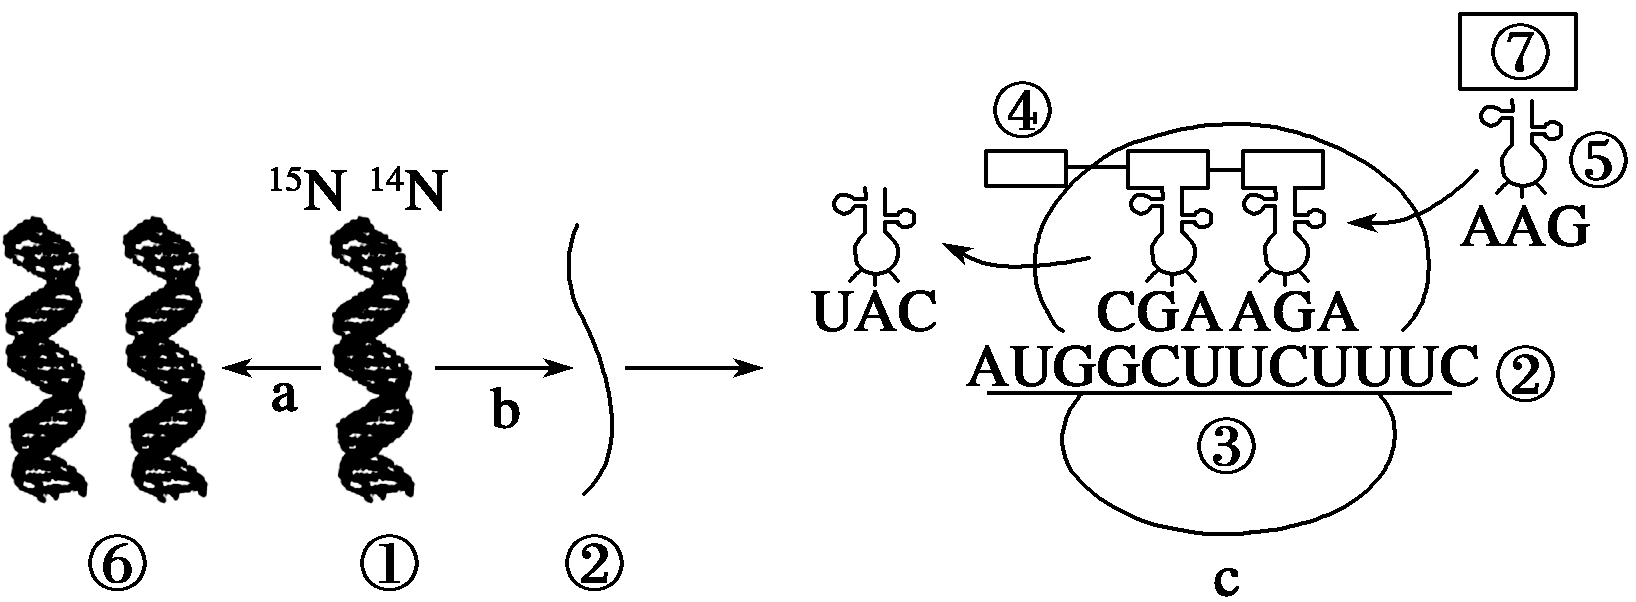 ⑦
④
⑤
¹⁵N ¹⁴N
AAG
UAC
CGA AGA
AUGGCUUCUUUC ②
a
b
③
⑥
①
②
c